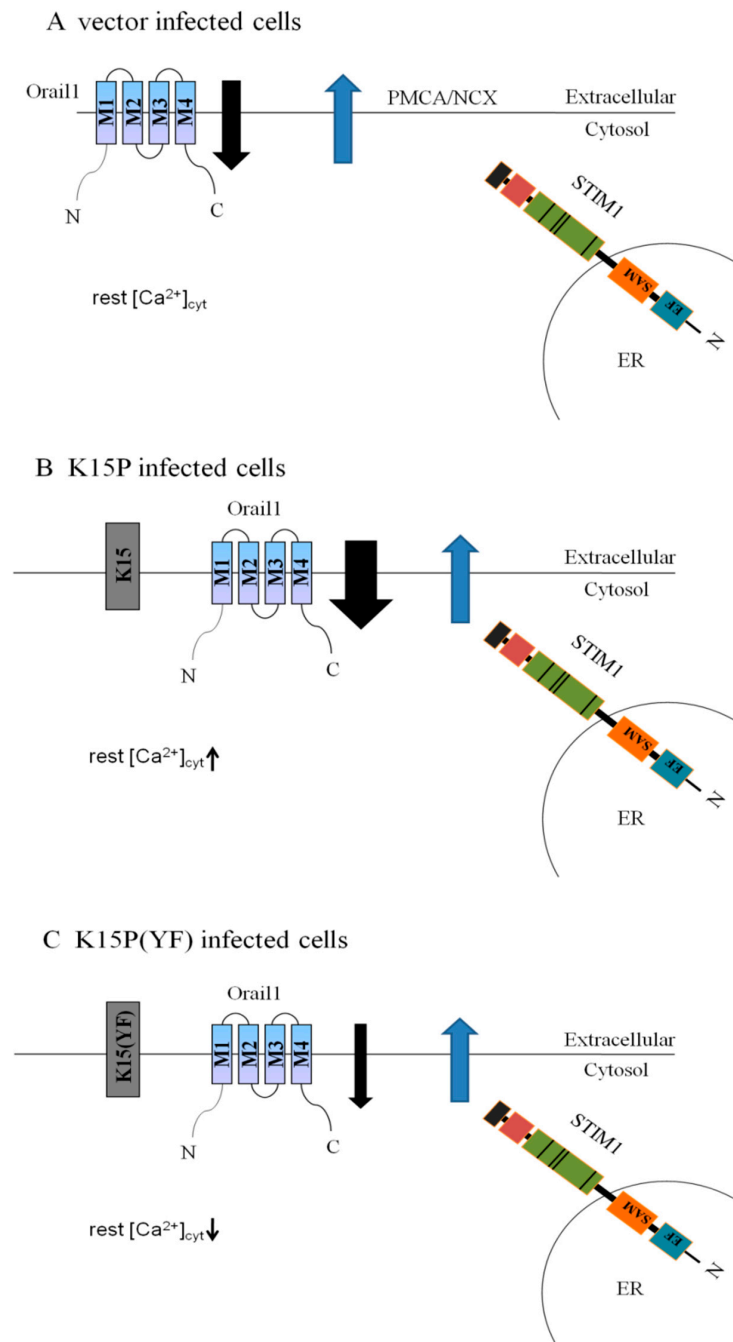 A vector infected cells
Orail1
M1
M2
M3
M4
PMCA/NCX
Extracellular
Cytosol
N
C
STIM1
rest [Ca²⁺]cyt
SAM
EF
N
ER
B K15P infected cells
Orail1
K15
M1
M2
M3
M4
Extracellular
Cytosol
N
C
STIM1
rest [Ca²⁺]cyt↑
SAM
EF
N
ER
C K15P(YF) infected cells
Orail1
K15(YF)
M1
M2
M3
M4
Extracellular
Cytosol
N
C
STIM1
rest [Ca²⁺]cyt↓
SAM
EF
N
ER